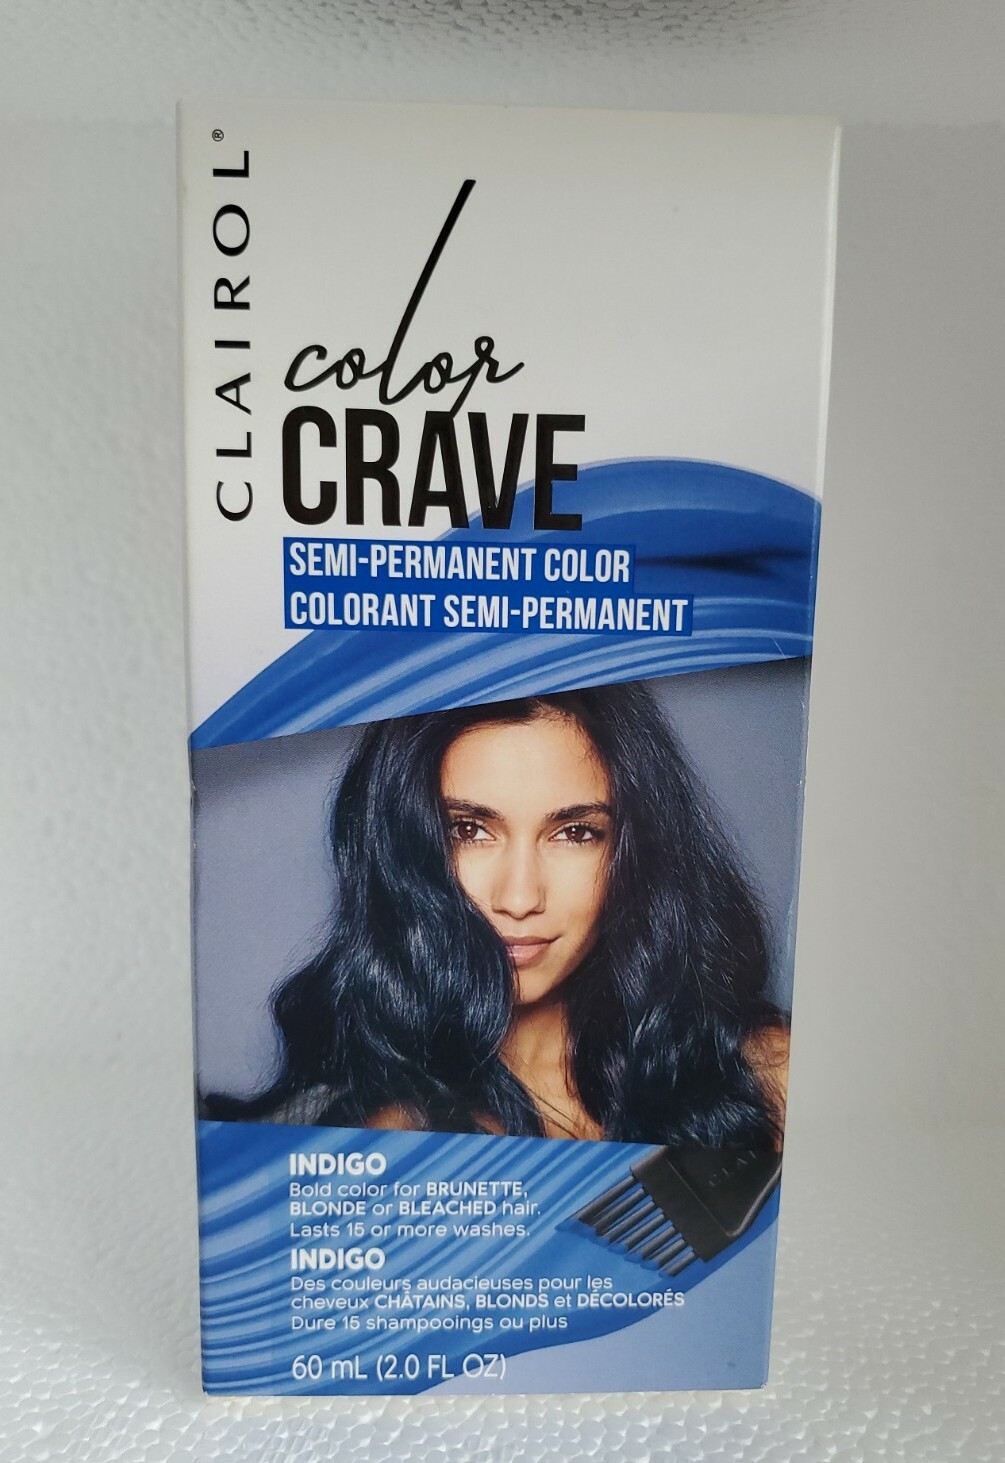 CLAIROL®
color
CRAVE
SEMI-PERMANENT COLOR
COLORANT SEMI-PERMANENT
INDIGO
Bold color for BRUNETTE,
BLONDE or BLEACHED hair.
Lasts 15 or more washes.
INDIGO
Des couleurs audacieuses pour les
cheveux CHÂTAINS, BLONDS et DÉCOLORÉS
Dure 15 shampooings ou plus
60 mL (2.0 FL OZ)